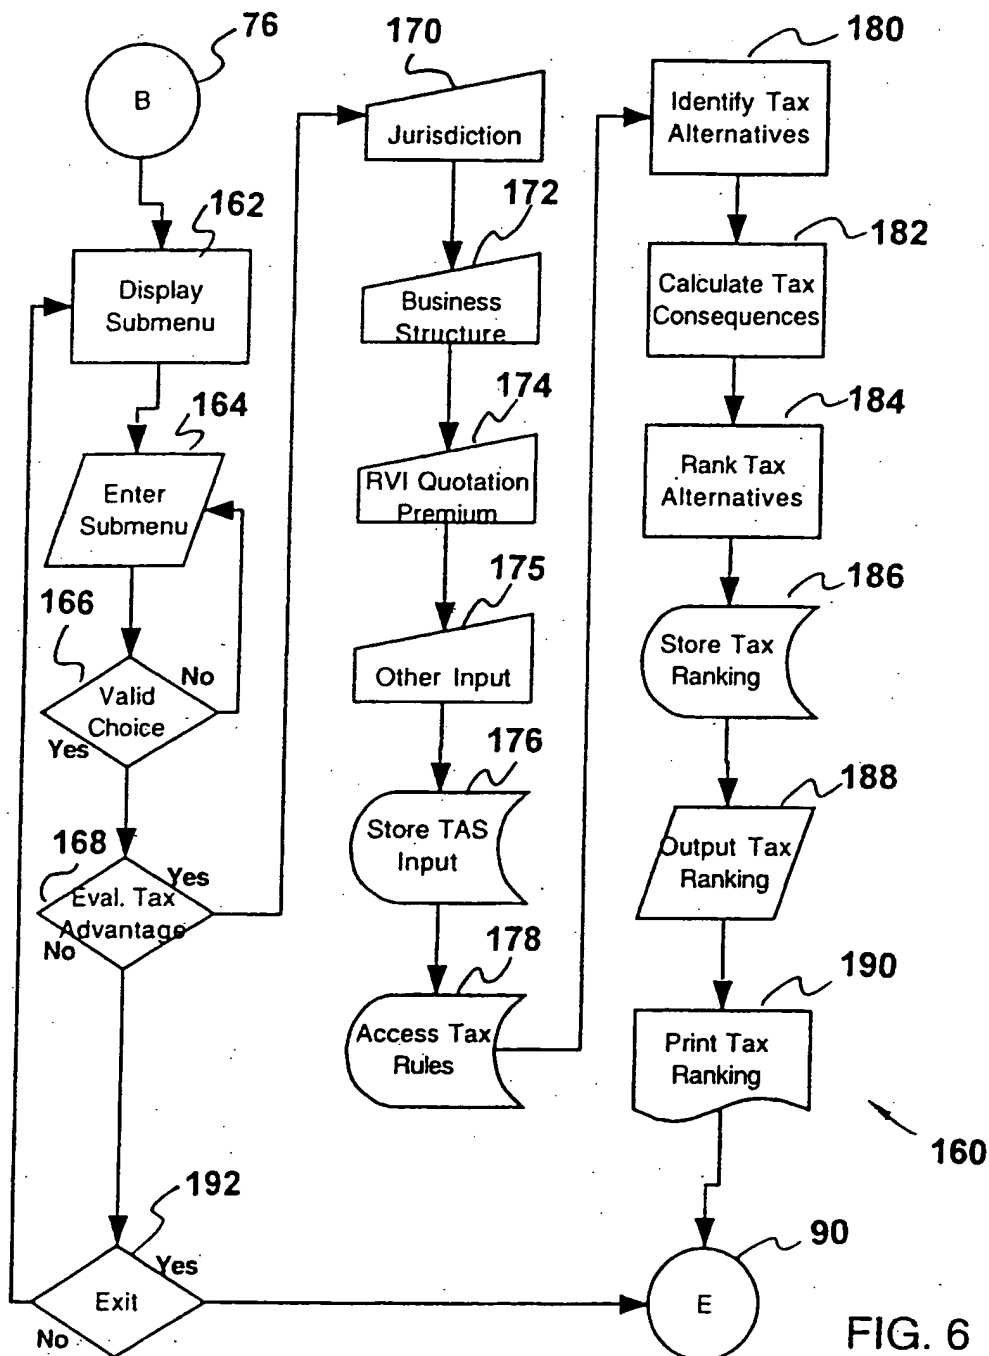 76
B
162
Display
Submenu
164
Enter
Submenu
166
No
Valid
Choice
Yes
168
Yes
Eval. Tax
Advantage
No
192
Yes
Exit
No
170
Jurisdiction
172
Business
Structure
174
RVI Quotation
Premium
175
Other Input
176
Store TAS
Input
178
Access Tax
Rules
180
Identify Tax
Alternatives
182
Calculate Tax
Consequences
184
Rank Tax
Alternatives
186
Store Tax
Ranking
188
Output Tax
Ranking
190
Print Tax
Ranking
160
90
E
FIG. 6